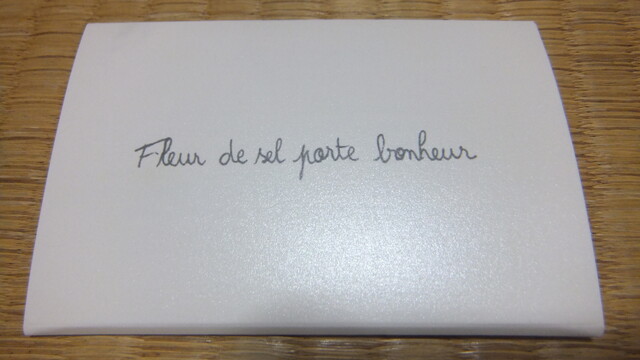 Fleur de sel porte bonheur